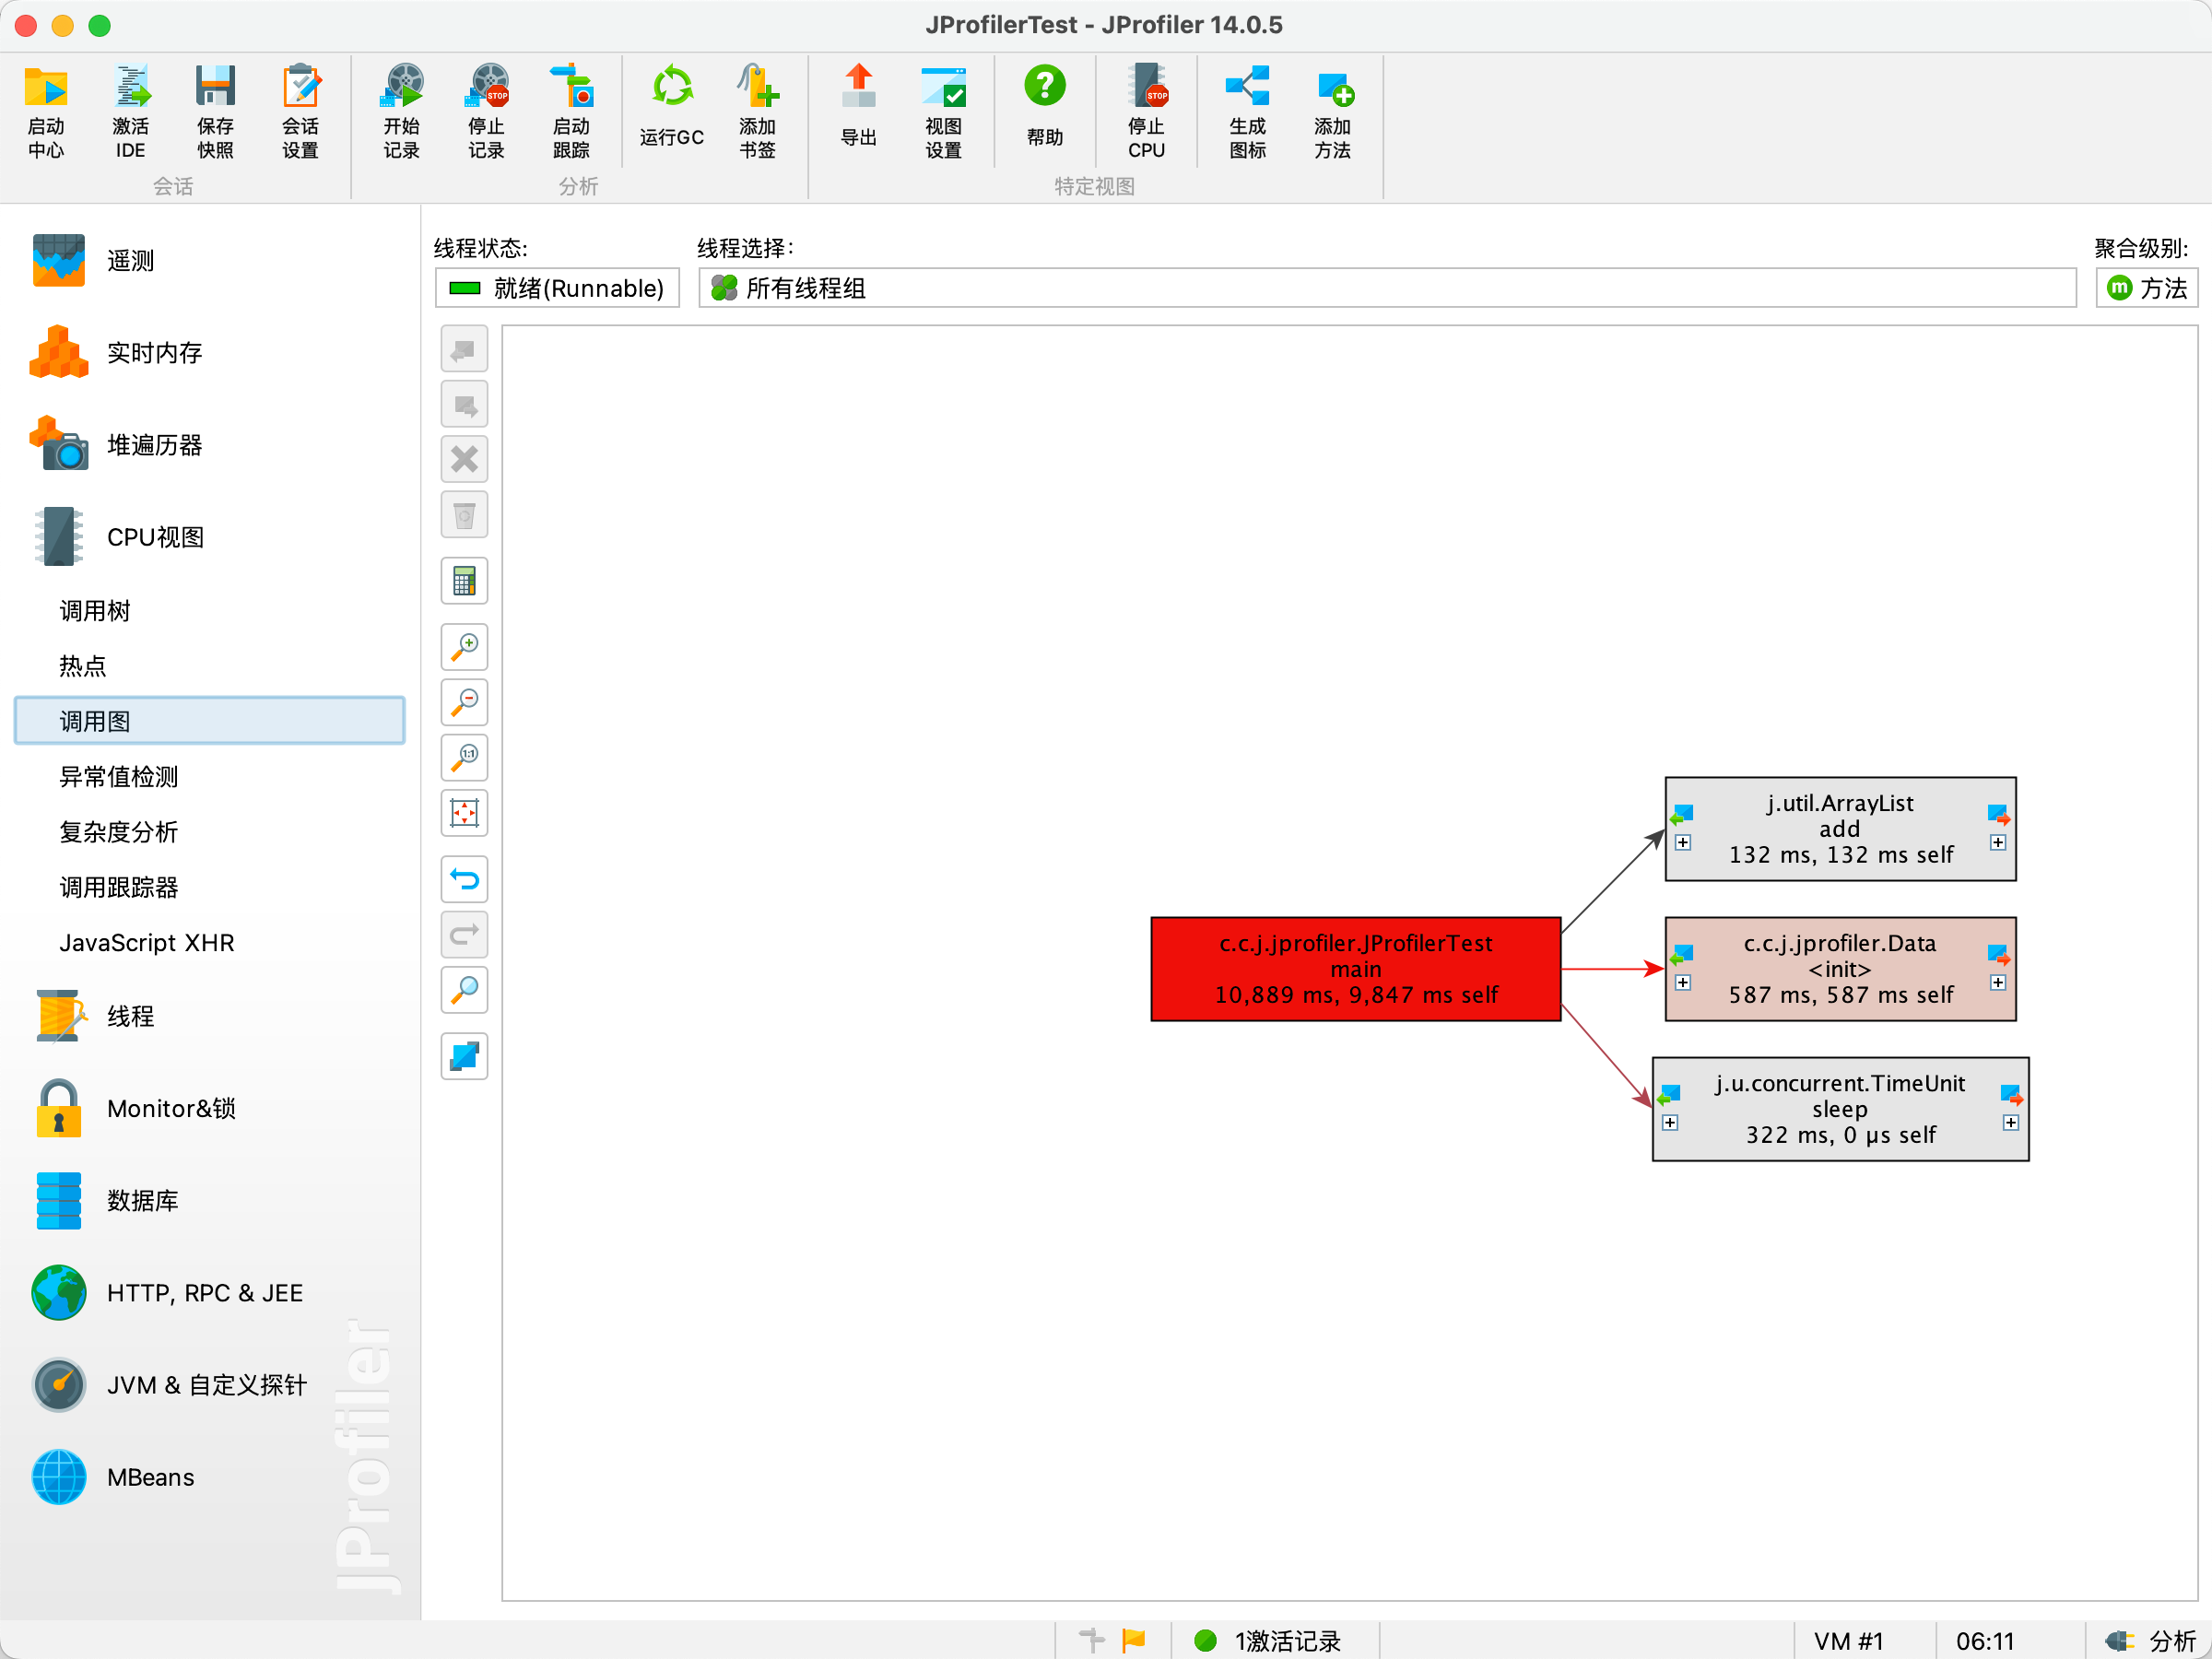 JProfilerTest - JProfiler 14.0.5
启动
中心
激活
IDE
保存
快照
会话
设置
开始
记录
停止
记录
启动
跟踪
运行GC
添加
书签
导出
视图
设置
帮助
停止
CPU
生成
图标
添加
方法
会话
分析
特定视图
遥测
实时内存
堆遍历器
CPU视图
调用树
热点
调用图
异常值检测
复杂度分析
调用跟踪器
JavaScript XHR
线程
Monitor&锁
数据库
HTTP, RPC & JEE
JVM & 自定义探针
MBeans
JProfiler
线程状态:
就绪(Runnable)
线程选择:
所有线程组
聚合级别:
m 方法
1:1
j.util.ArrayList
add
132 ms, 132 ms self
c.c.j.jprofiler.JProfilerTest
main
10,889 ms, 9,847 ms self
c.c.j.jprofiler.Data
<init>
587 ms, 587 ms self
j.u.concurrent.TimeUnit
sleep
322 ms, 0 µs self
1激活记录
VM #1
06:11
分析